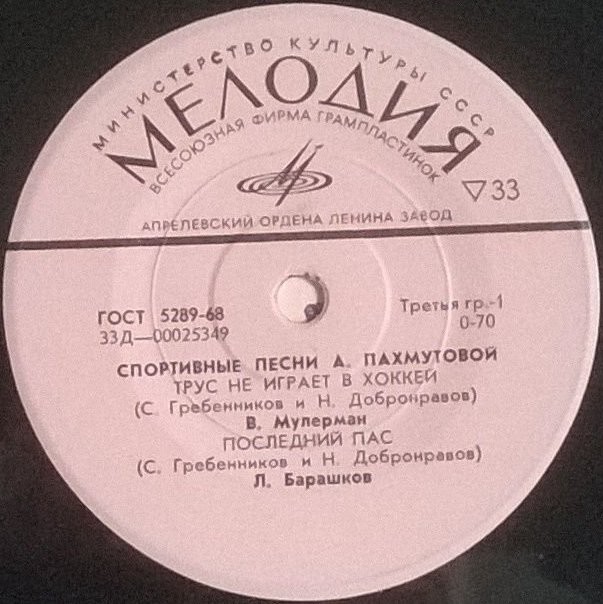 МИНИСТЕРСТВО КУЛЬТУРЫ СССР
МЕЛОДИЯ
ВСЕСОЮЗНАЯ ФИРМА ГРАМПЛАСТИНОК
▽33
АПРЕЛЕВСКИЙ ОРДЕНА ЛЕНИНА ЗАВОД
ГОСТ 5289-68
33Д—00025349
Третья гр.-1
0-70
СПОРТИВНЫЕ ПЕСНИ А. ПАХМУТОВОЙ
ТРУС НЕ ИГРАЕТ В ХОККЕЙ
(С. Гребенников и Н. Добронравов)
В. Мулерман
ПОСЛЕДНИЙ ПАС
(С. Гребенников и Н. Добронравов)
Л. Барашков